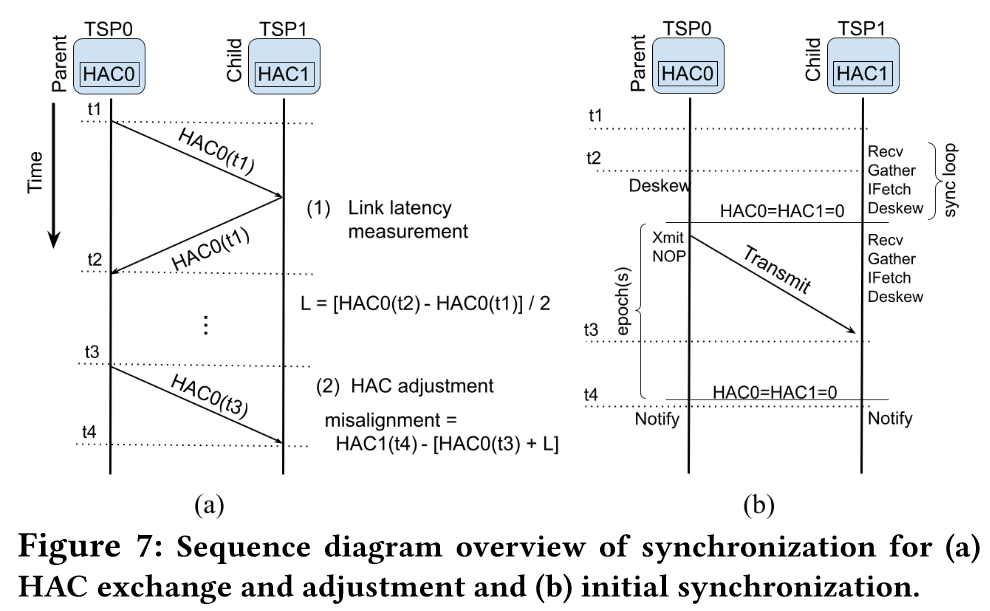 TSP0
TSP1
Parent
HAC0
Child
HAC1
Time
t1
HAC0(t1)
(1) Link latency
measurement
HAC0(t1)
t2
L = [HAC0(t2) - HAC0(t1)] / 2
⋮
t3
HAC0(t3)
(2) HAC adjustment
misalignment =
HAC1(t4) - [HAC0(t3) + L]
t4
(a)
TSP0
TSP1
Parent
HAC0
Child
HAC1
t1
t2
Recv
Gather
IFetch
Deskew
sync loop
Deskew
HAC0=HAC1=0
Xmit
NOP
Transmit
Recv
Gather
IFetch
Deskew
epoch(s)
t3
t4
HAC0=HAC1=0
Notify
Notify
(b)
Figure 7: Sequence diagram overview of synchronization for (a)
HAC exchange and adjustment and (b) initial synchronization.